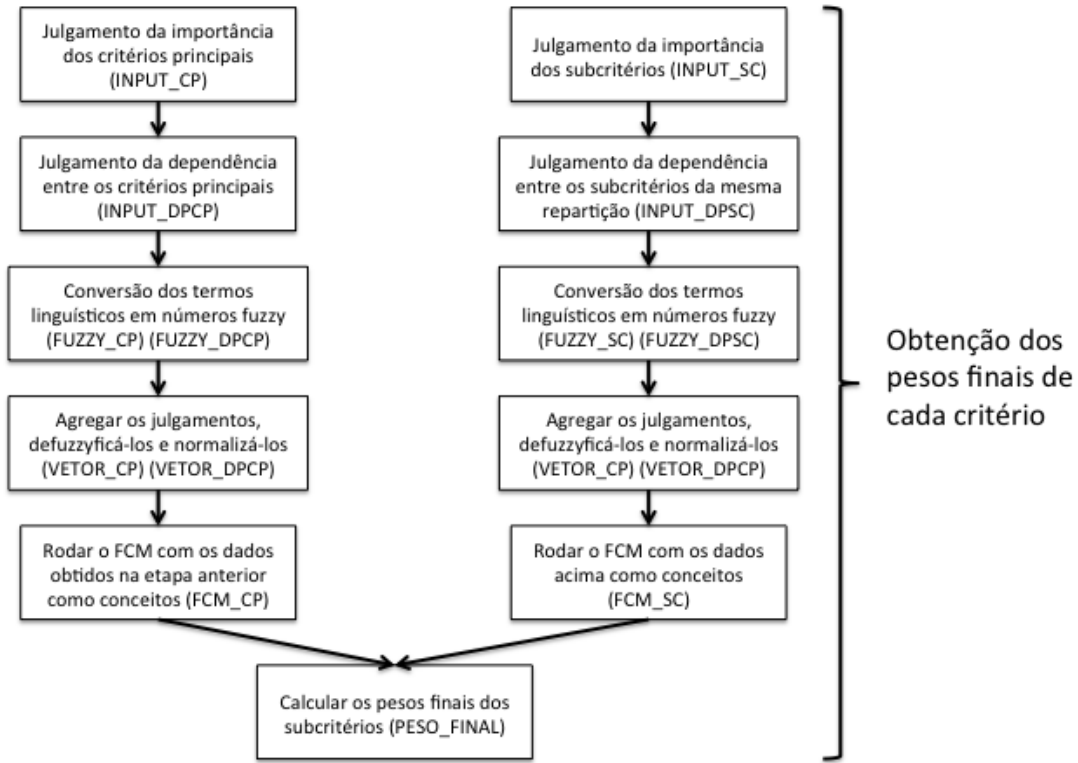 Julgamento da importância
dos critérios principais
(INPUT_CP)
Julgamento da dependência
entre os critérios principais
(INPUT_DPCP)
Conversão dos termos
linguísticos em números fuzzy
(FUZZY_CP) (FUZZY_DPCP)
Agregar os julgamentos,
defuzzyficá-los e normalizá-los
(VETOR_CP) (VETOR_DPCP)
Rodar o FCM com os dados
obtidos na etapa anterior
como conceitos (FCM_CP)
Julgamento da importância
dos subcritérios (INPUT_SC)
Julgamento da dependência
entre os subcritérios da mesma
repartição (INPUT_DPSC)
Conversão dos termos
linguísticos em números fuzzy
(FUZZY_SC) (FUZZY_DPSC)
Agregar os julgamentos,
defuzzyficá-los e normalizá-los
(VETOR_CP) (VETOR_DPCP)
Rodar o FCM com os dados
acima como conceitos
(FCM_SC)
Calcular os pesos finais dos
subcritérios (PESO_FINAL)
Obtenção dos
pesos finais de
cada critério